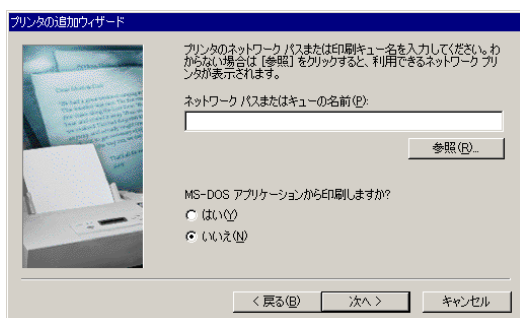 プリンタの追加ウィザード
プリンタのネットワーク パスまたは印刷キュー名を入力してください。わ
からない場合は [参照] をクリックすると、利用できるネットワーク プリ
ンタが表示されます。
ネットワーク パスまたはキューの名前(P):
参照(R)...
MS-DOS アプリケーションから印刷しますか?
はい(Y)
いいえ(N)
< 戻る(B)
次へ >
キャンセル